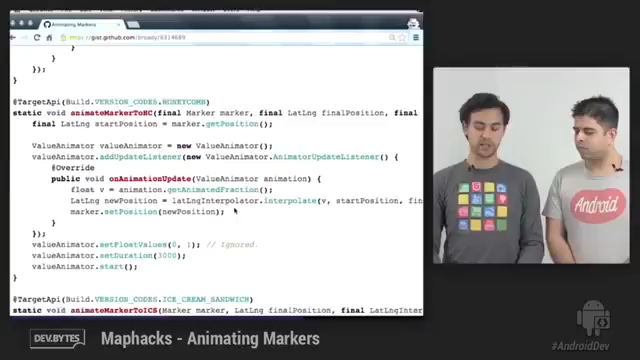 Animating Markers
https://gist.github.com/broady/6314689
}
}
});
}
@TargetApi(Build.VERSION_CODES.HONEYCOMB)
static void animateMarkerToHC(final Marker marker, final LatLng finalPosition, final
final LatLng startPosition = marker.getPosition();
ValueAnimator valueAnimator = new ValueAnimator();
valueAnimator.addUpdateListener(new ValueAnimator.AnimatorUpdateListener() {
@Override
public void onAnimationUpdate(ValueAnimator animation) {
float v = animation.getAnimatedFraction();
LatLng newPosition = latLngInterpolator.interpolate(v, startPosition, fin
marker.setPosition(newPosition);
}
});
valueAnimator.setFloatValues(0, 1); // Ignored.
valueAnimator.setDuration(3000);
valueAnimator.start();
}
@TargetApi(Build.VERSION_CODES.ICE_CREAM_SANDWICH)
static void animateMarkerToICS(Marker marker, LatLng finalPosition, final LatLngInter
Android
DEV.BYTES
Maphacks - Animating Markers
#AndroidDev